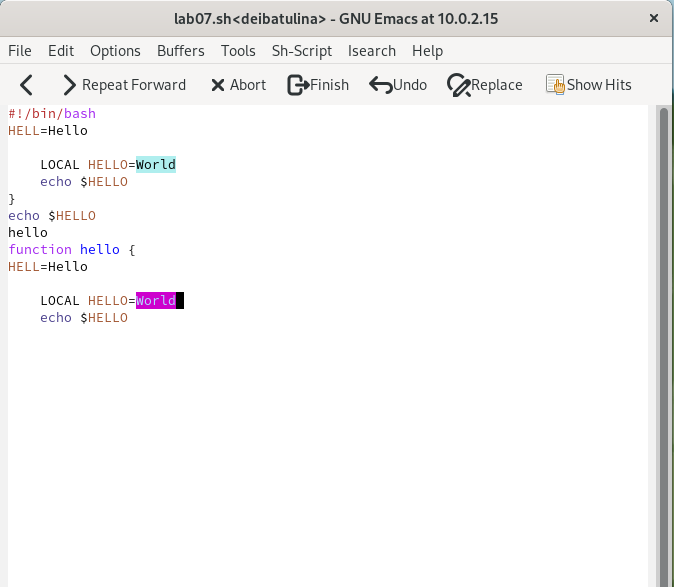 lab07.sh<deibatulina> - GNU Emacs at 10.0.2.15
File Edit Options Buffers Tools Sh-Script Isearch Help
Repeat Forward Abort Finish Undo Replace Show Hits
#!/bin/bash
HELL=Hello
    LOCAL HELLO=World
    echo $HELLO
}
echo $HELLO
hello
function hello {
HELL=Hello
    LOCAL HELLO=World
    echo $HELLO